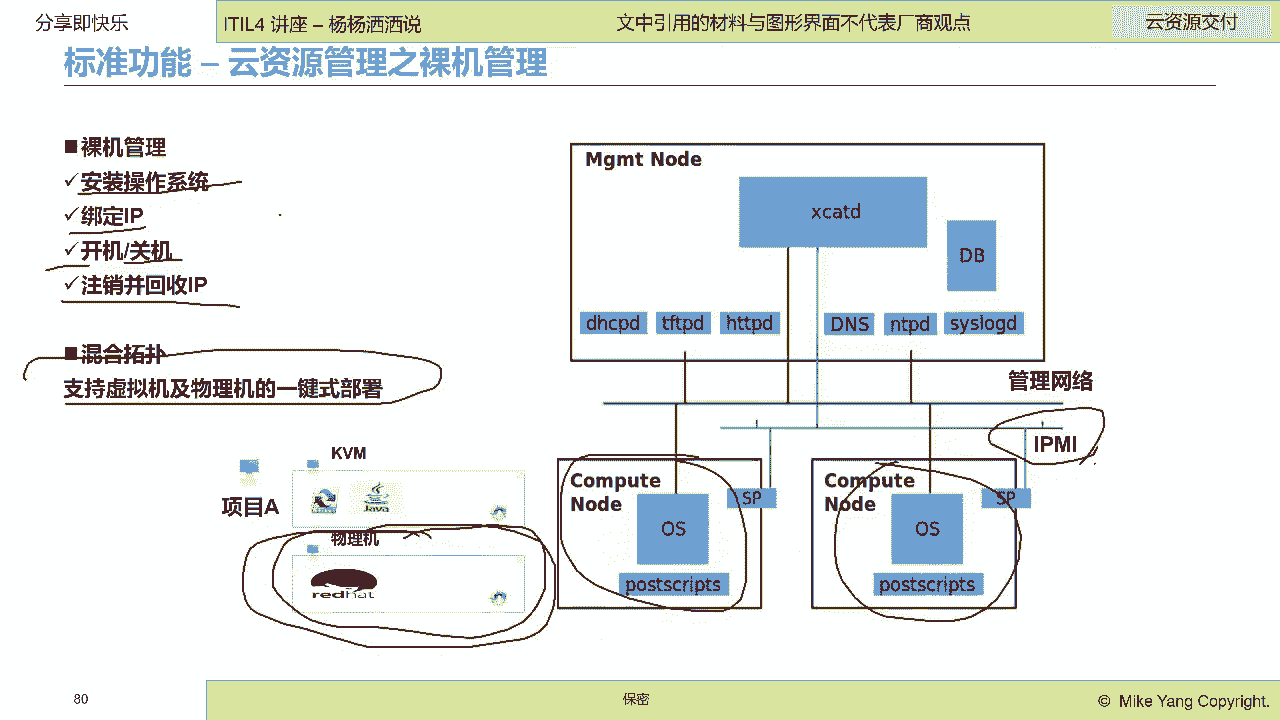 分享即快乐
ITIL4 讲座 – 杨杨洒洒说
文中引用的材料与图形界面不代表厂商观点
云资源交付
标准功能 – 云资源管理之裸机管理
■裸机管理
✓安装操作系统
✓绑定IP
✓开机/关机
✓注销并回收IP
■混合拓扑
支持虚拟机及物理机的一键式部署
项目A
KVM
Java
物理机
redhat
Mgmt Node
xcatd
DB
dhcpd
tftpd
httpd
DNS
ntpd
syslogd
管理网络
IPMI
Compute
Node
SP
OS
postscripts
Compute
Node
SP
OS
postscripts
80
保密
© Mike Yang Copyright.